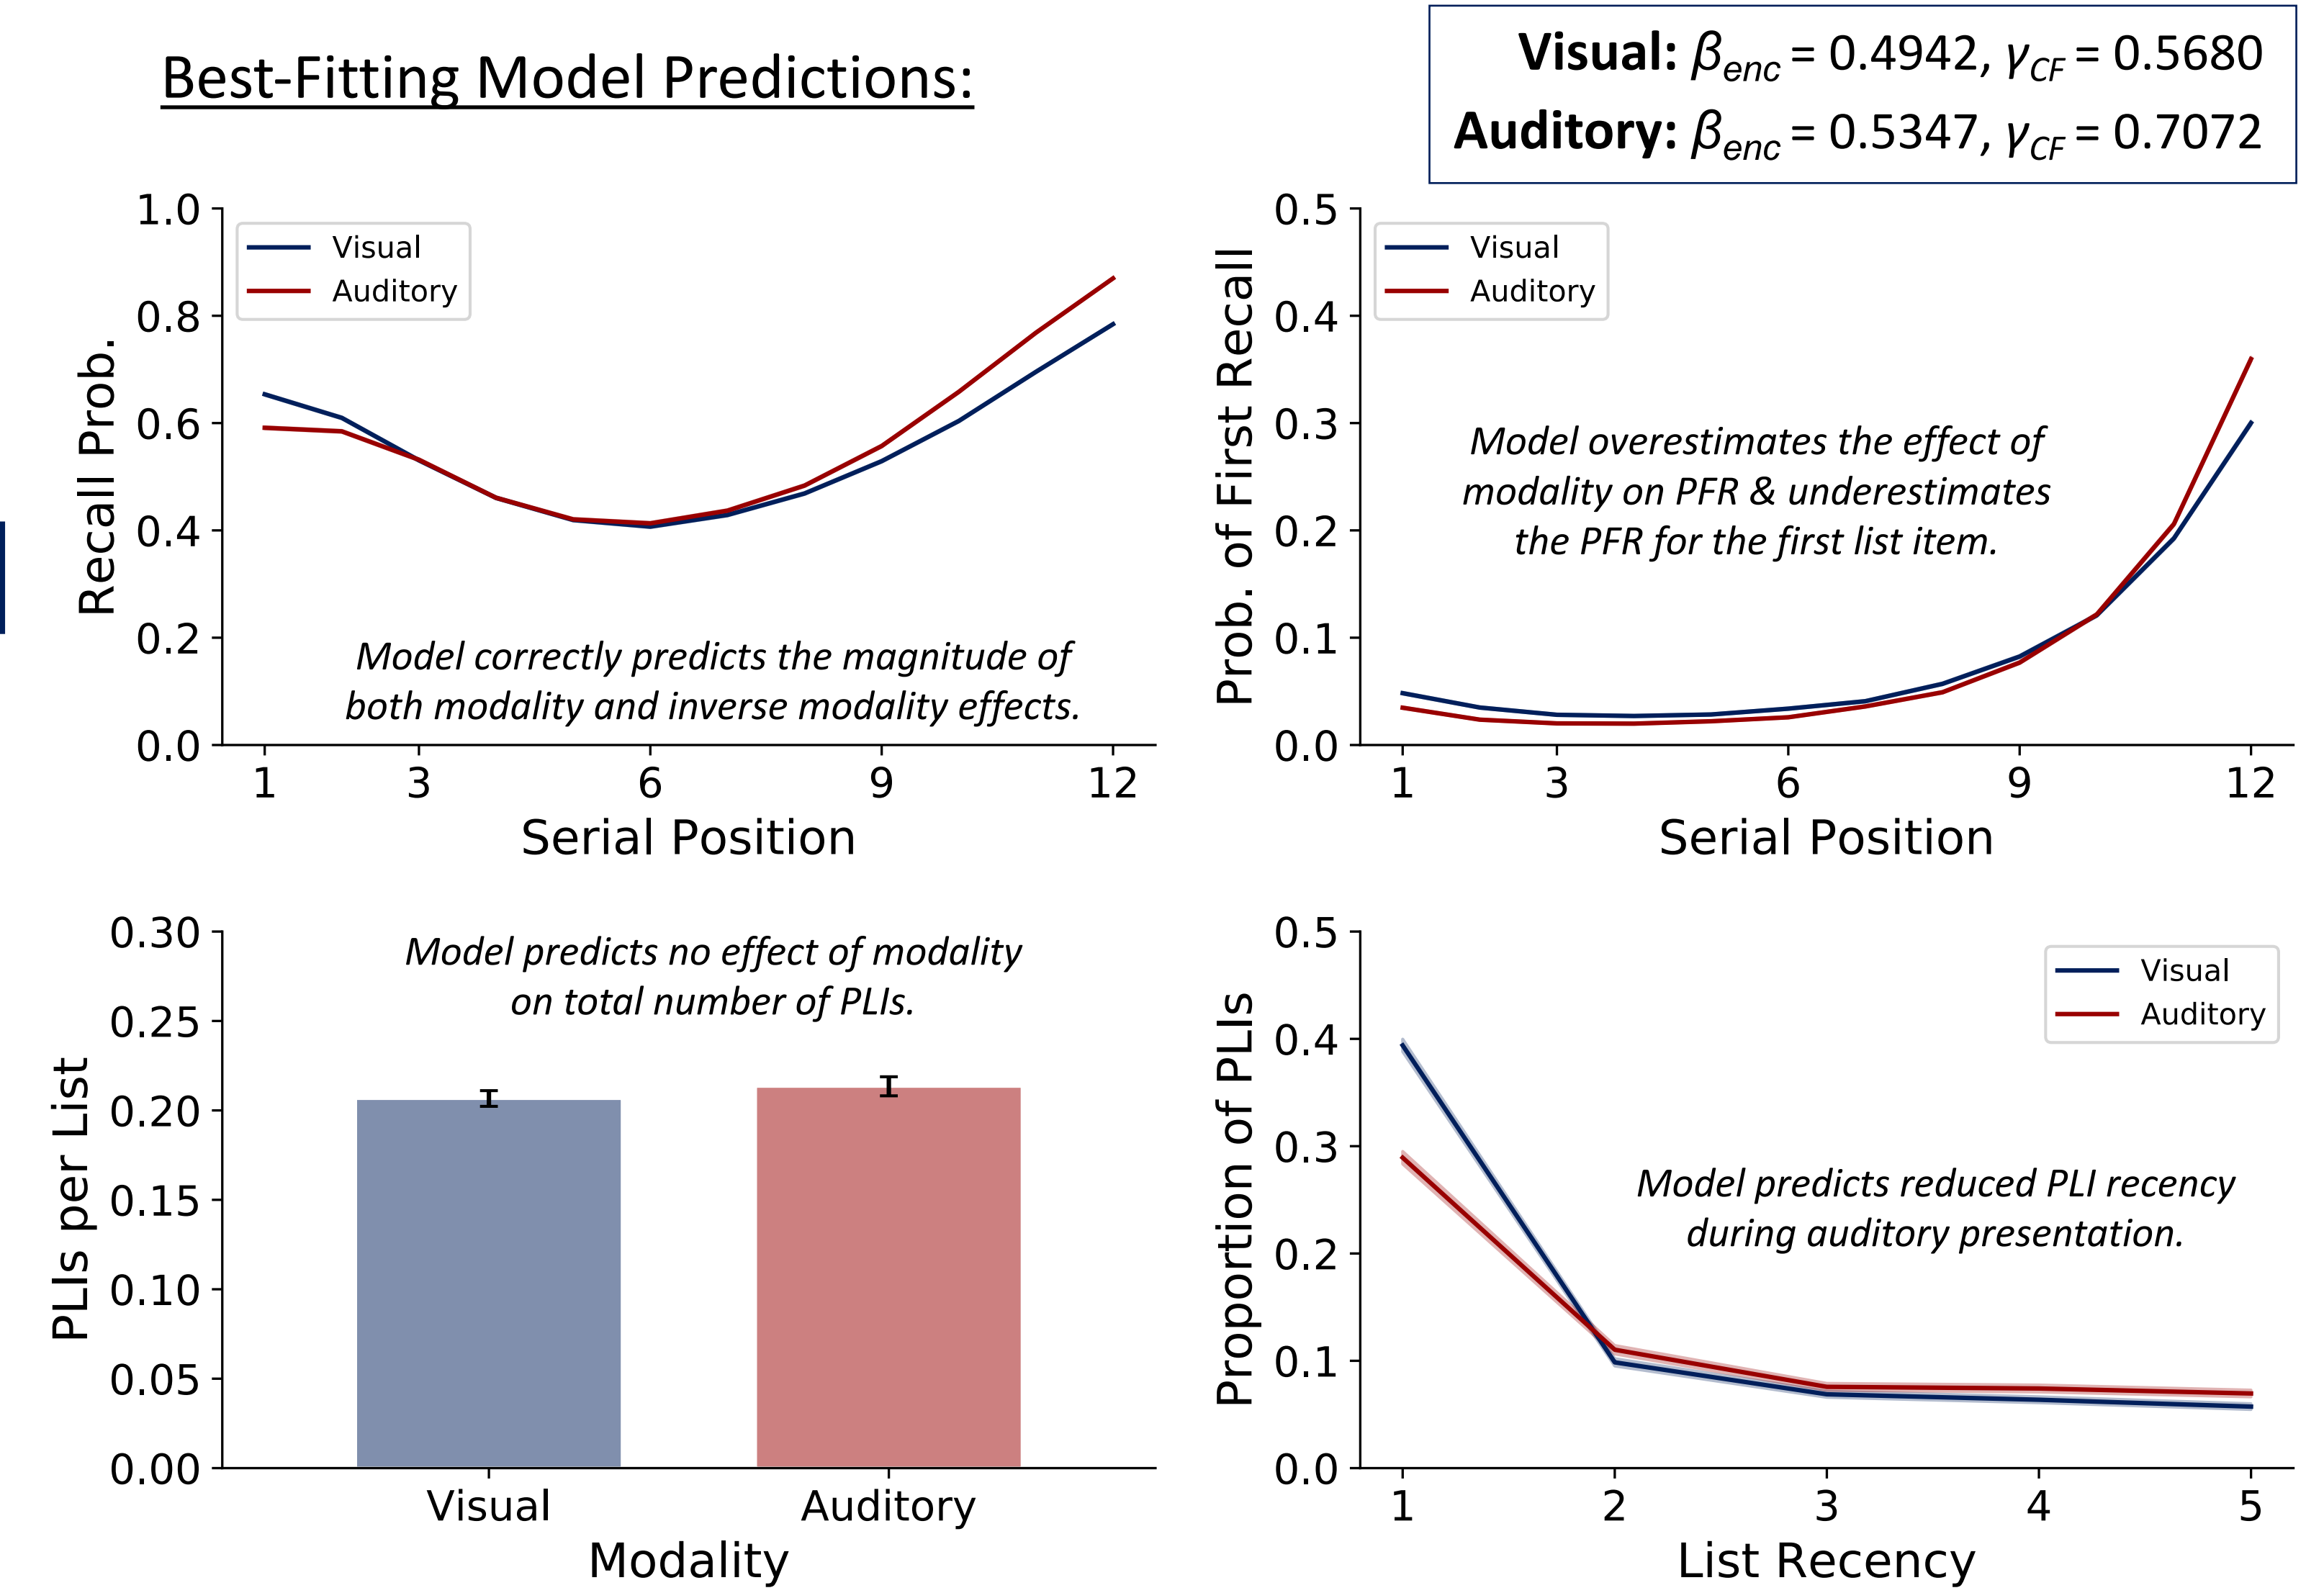 Best-Fitting Model Predictions:
Visual: βenc = 0.4942, γCF = 0.5680
Auditory: βenc = 0.5347, γCF = 0.7072
Recall Prob.
1.0
0.8
0.6
0.4
0.2
0.0
Visual
Auditory
Model correctly predicts the magnitude of
both modality and inverse modality effects.
1 3 6 9 12
Serial Position
Prob. of First Recall
0.5
0.4
0.3
0.2
0.1
0.0
Visual
Auditory
Model overestimates the effect of
modality on PFR & underestimates
the PFR for the first list item.
1 3 6 9 12
Serial Position
PLIs per List
0.30
0.25
0.20
0.15
0.10
0.05
0.00
Model predicts no effect of modality
on total number of PLIs.
Visual Auditory
Modality
Proportion of PLIs
0.5
0.4
0.3
0.2
0.1
0.0
Visual
Auditory
Model predicts reduced PLI recency
during auditory presentation.
1 2 3 4 5
List Recency